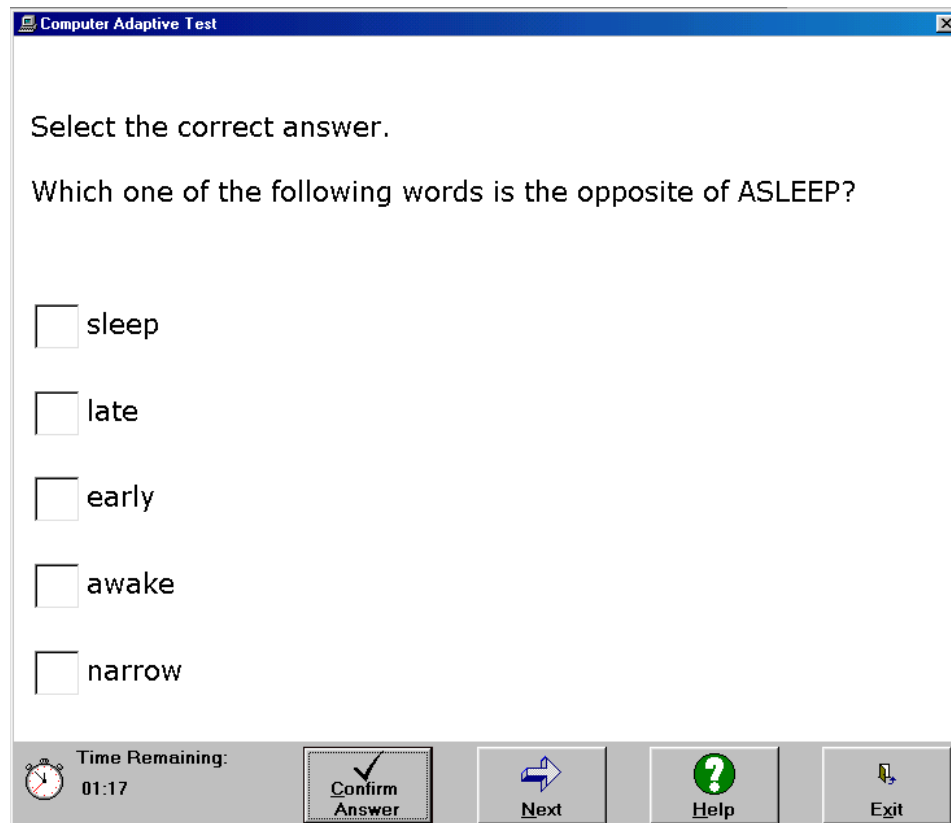 Computer Adaptive Test
Select the correct answer.
Which one of the following words is the opposite of ASLEEP?
sleep
late
early
awake
narrow
Time Remaining:
01:17
Confirm
Answer
Next
Help
Exit